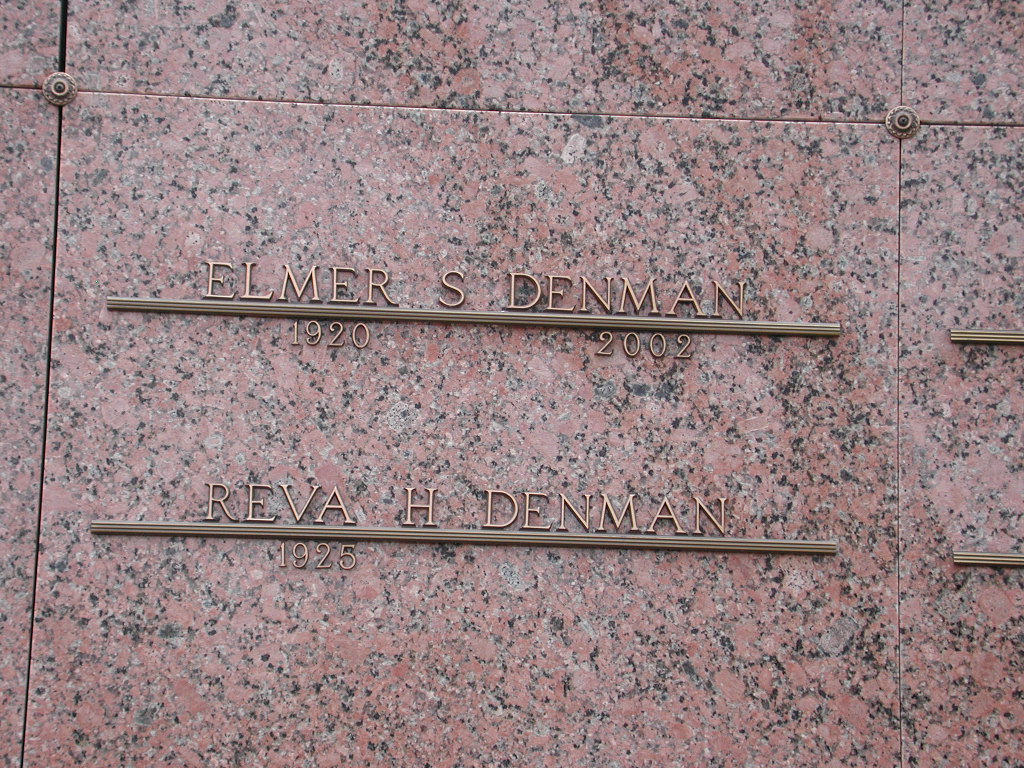 ELMER S DENMAN
1920 2002
REVA H DENMAN
1925